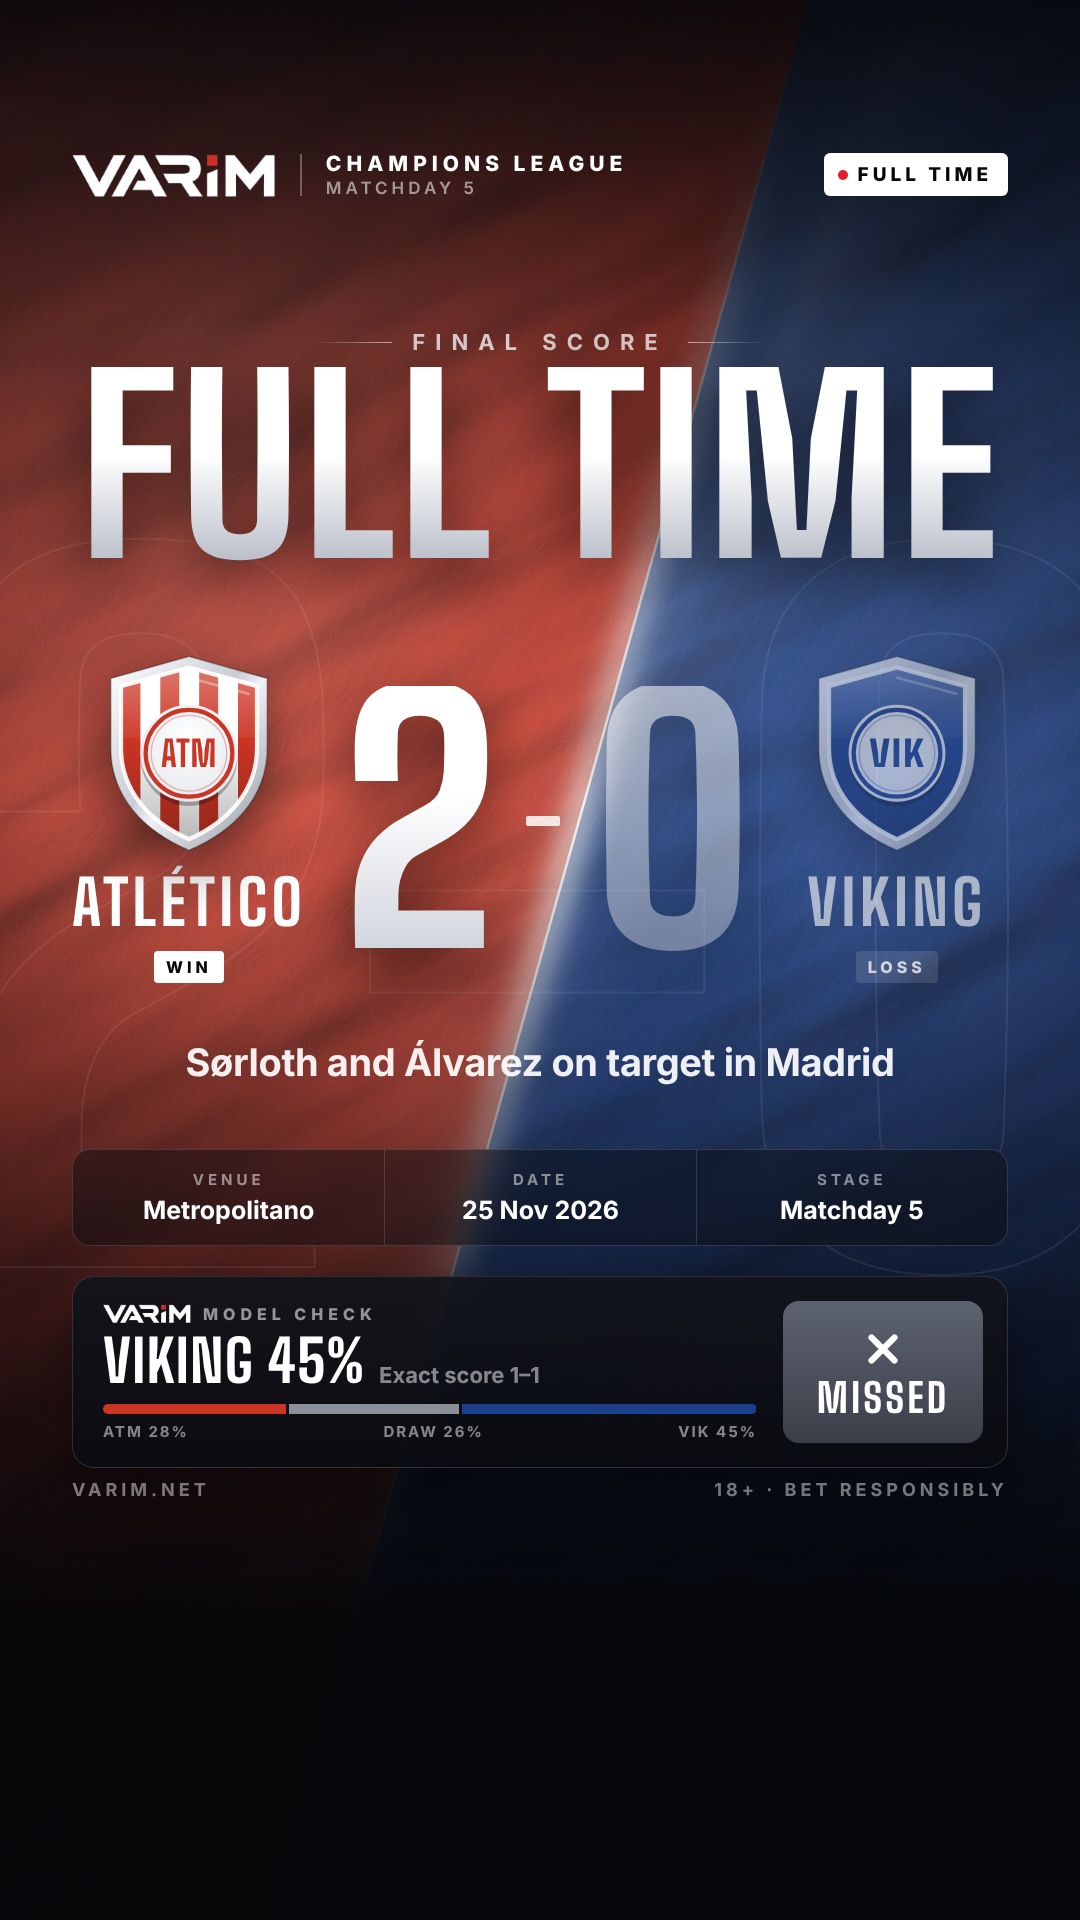 VARiM
CHAMPIONS LEAGUE
MATCHDAY 5
FULL TIME
FINAL SCORE
FULL TIME
ATM
2 - 0
VIK
ATLÉTICO
VIKING
WIN
LOSS
Sørloth and Álvarez on target in Madrid
VENUE
Metropolitano
DATE
25 Nov 2026
STAGE
Matchday 5
VARiM MODEL CHECK
VIKING 45% Exact score 1–1
ATM 28% DRAW 26% VIK 45%
× MISSED
VARIM.NET
18+ · BET RESPONSIBLY